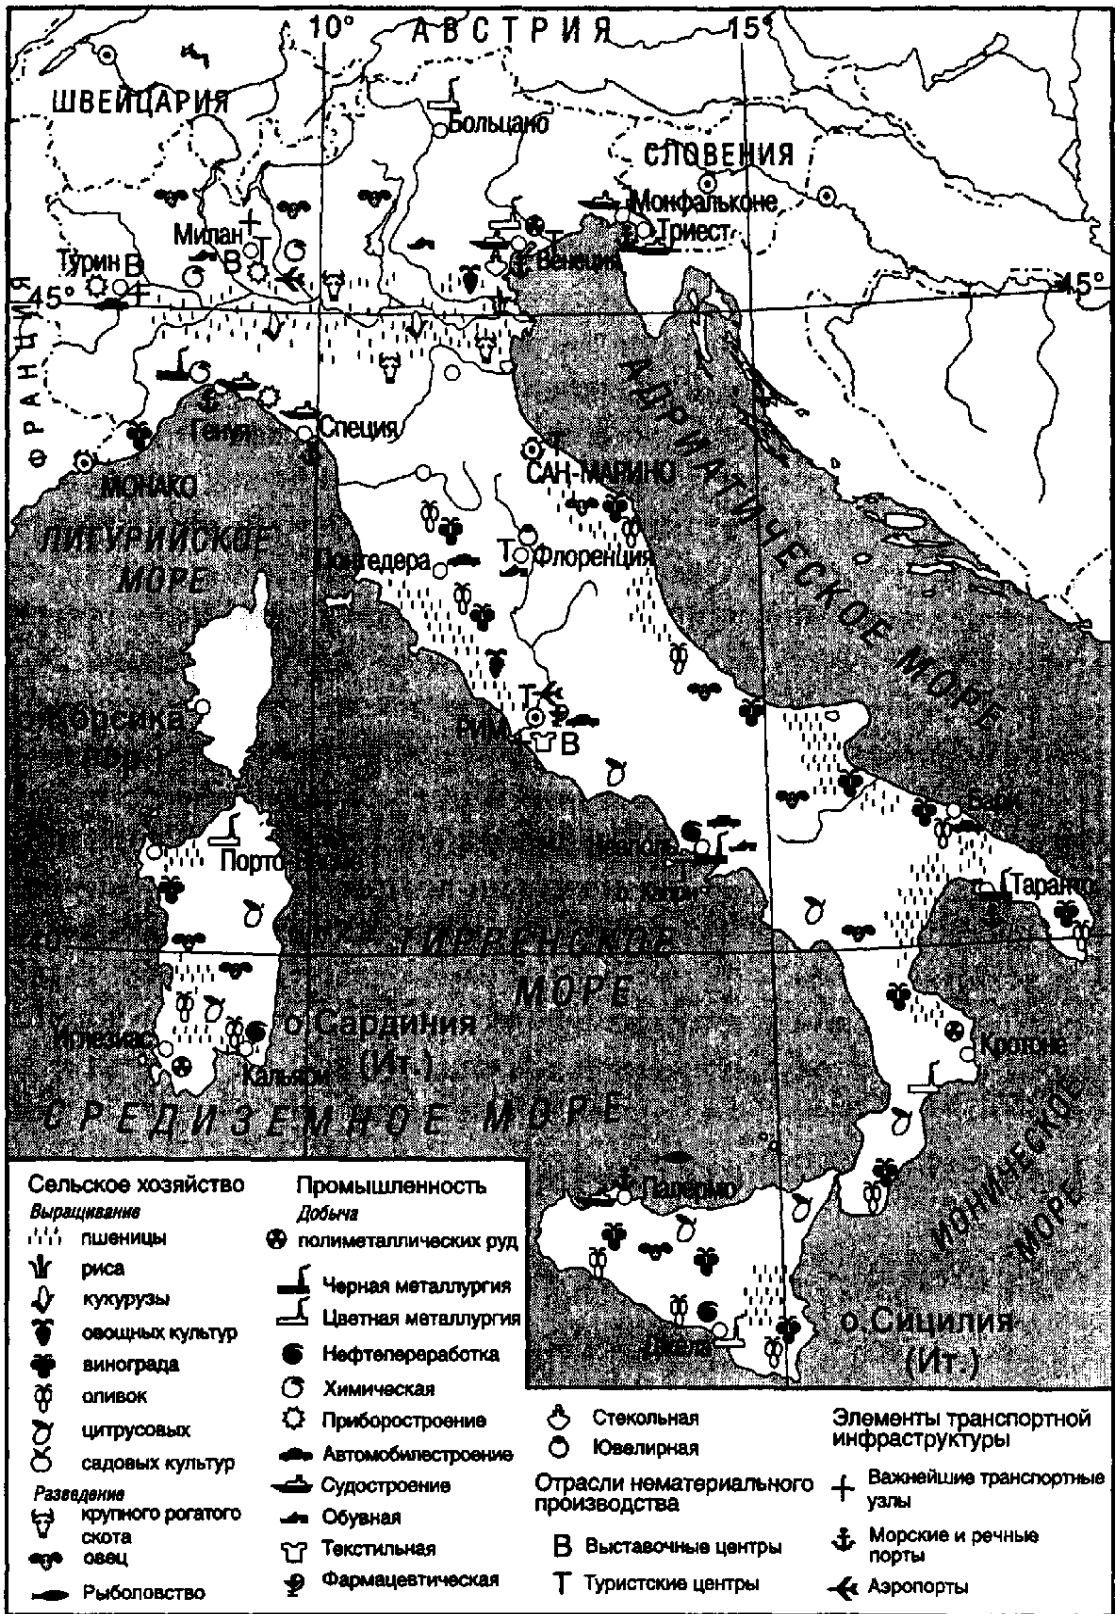 10°
АВСТРИЯ
15°
ШВЕЙЦАРИЯ
Больцано
СЛОВЕНИЯ
Монфальконе
Милан
Т
Триест
В
Т
Венеция
Турин
В
45°
45°
ФРАНЦИЯ
Генуя
Специя
Т
САН-МАРИНО
МОНАКО
АДРИАТИЧЕСКОЕ МОРЕ
ЛИГУРИЙСКОЕ
МОРЕ
Понтедера
Т
Флоренция
о. Корсика
Т
РИМ
В
Бари
Неаполь
Порто
о. Капри
Таранто
ТИРРЕНСКОЕ
МОРЕ
о. Сардиния
(Ит.)
Иглезиас
Кальяри
Кротоне
СРЕДИЗЕМНОЕ МОРЕ
ИОНИЧЕСКОЕ
МОРЕ
Палермо
Джела
о. Сицилия
(Ит.)
Сельское хозяйство
Выращивание
пшеницы
риса
кукурузы
овощных культур
винограда
оливок
цитрусовых
садовых культур
Разведение
крупного рогатого
скота
овец
Рыболовство
Промышленность
Добыча
полиметаллических руд
Черная металлургия
Цветная металлургия
Нефтепереработка
Химическая
Приборостроение
Автомобилестроение
Судостроение
Обувная
Текстильная
Фармацевтическая
Стекольная
Ювелирная
Отрасли нематериального
производства
В Выставочные центры
Т Туристские центры
Элементы транспортной
инфраструктуры
Важнейшие транспортные
узлы
Морские и речные
порты
Аэропорты